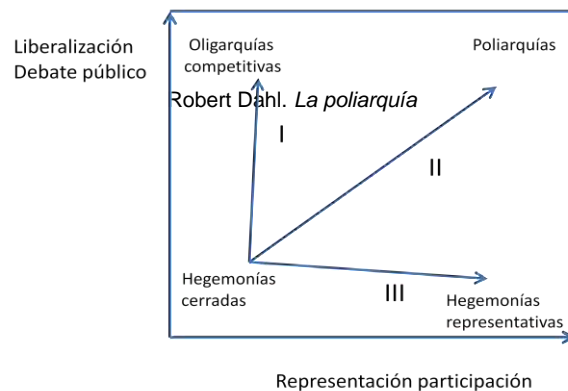 Liberalización
Debate público
Oligarquías
competitivas
Poliarquías
Robert Dahl. La poliarquía
I
II
Hegemonías
cerradas
III
Hegemonías
representativas
Representación participación